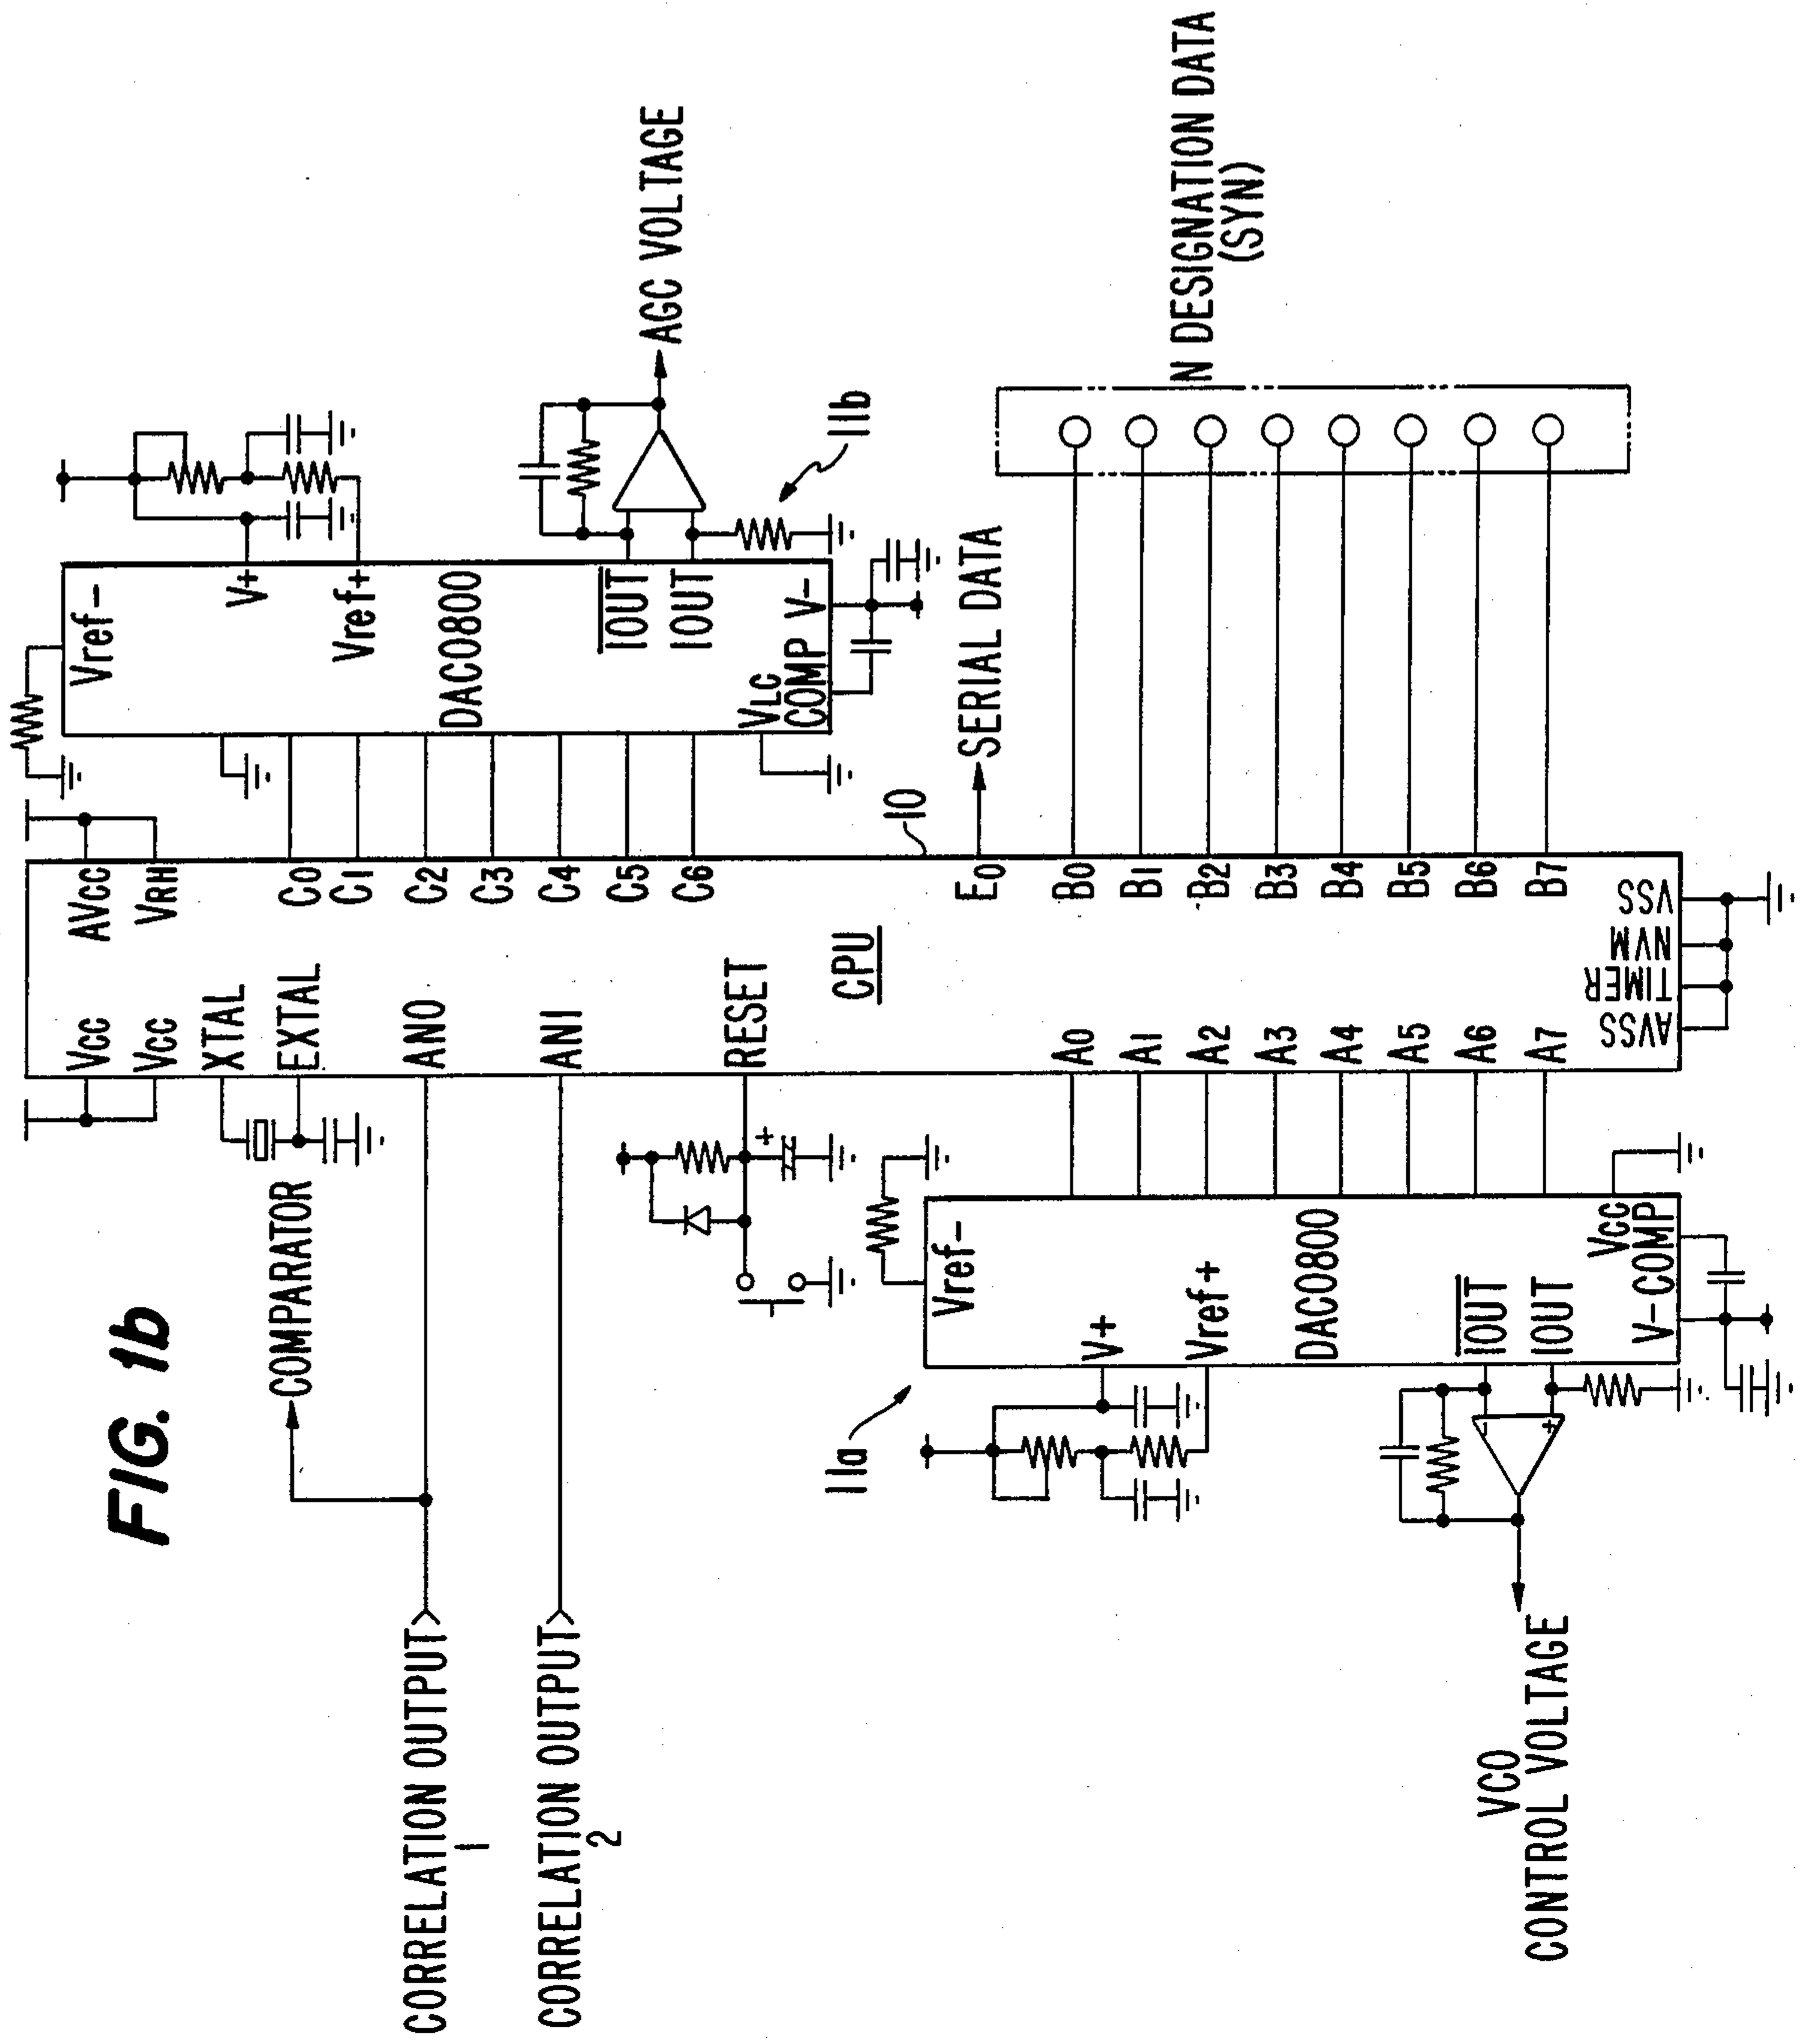 FIG. 1b
CORRELATION OUTPUT
1
CORRELATION OUTPUT
2
COMPARATOR
VCC
VCC
XTAL
EXTAL
AN0
AN1
RESET
CPU
10
AVCC
VRH
C0
C1
C2
C3
C4
C5
C6
E0
SERIAL DATA
B0
B1
B2
B3
B4
B5
B6
B7
A0
A1
A2
A3
A4
A5
A6
A7
AVSS
TIMER
NVM
VSS
Vref-
V+
Vref+
DAC0800
IOUT
IOUT
VLC
COMP V-
11b
AGC VOLTAGE
N DESIGNATION DATA
(SYN)
11a
Vref-
V+
Vref+
DAC0800
IOUT
IOUT
VCC
V-COMP
-
+
+
VCO
CONTROL VOLTAGE